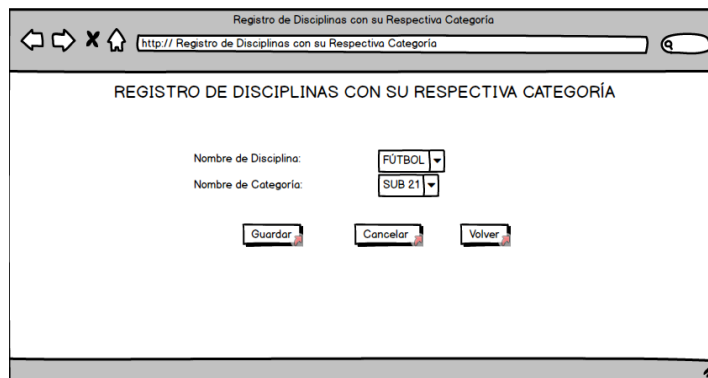 Registro de Disciplinas con su Respectiva Categoría
http:// Registro de Disciplinas con su Respectiva Categoría
REGISTRO DE DISCIPLINAS CON SU RESPECTIVA CATEGORÍA
Nombre de Disciplina: FÚTBOL
Nombre de Categoría: SUB 21
Guardar Cancelar Volver